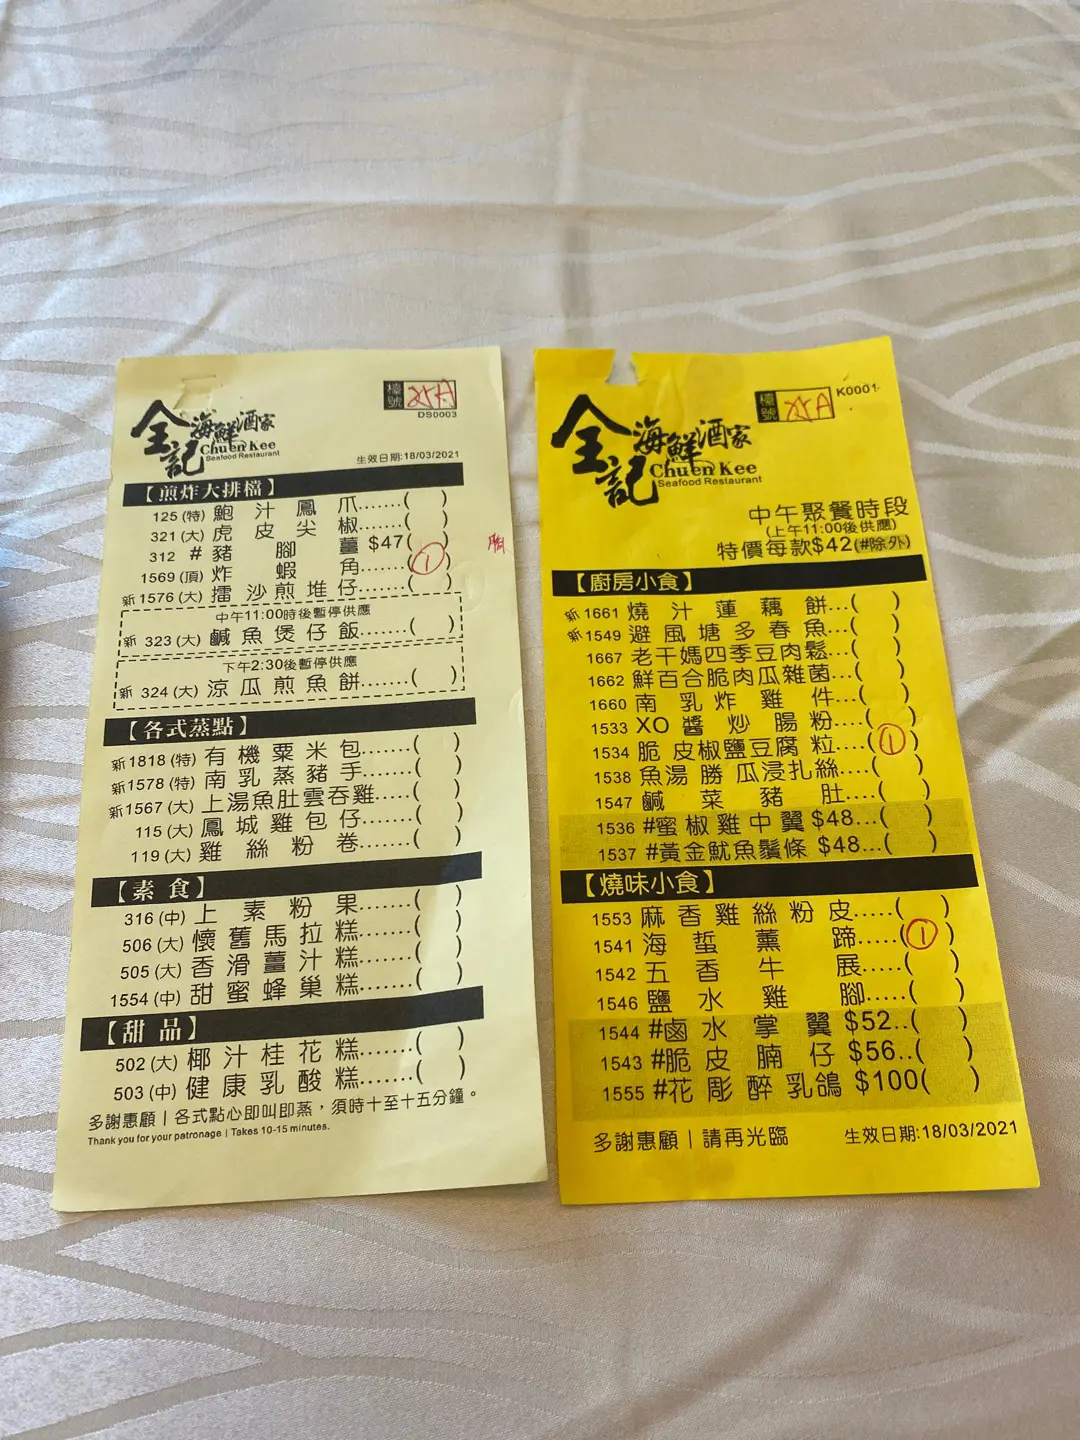 檯號 25A
DS0003
全記海鮮酒家
Chuen Kee
Seafood Restaurant
生效日期:18/03/2021
【煎炸大排檔】
125 (特) 鮑汁鳳爪.......( )
321 (大) 虎皮尖椒.......( )
312 # 豬腳薑 $47( )
1569 (頂) 炸蝦角.......(1)
新 1576 (大) 擂沙煎堆仔......( )
中午11:00時後暫停供應
新 323 (大) 鹹魚煲仔飯.......( )
下午2:30後暫停供應
新 324 (大) 涼瓜煎魚餅.......( )
【各式蒸點】
新1818 (特) 有機粟米包.......( )
新1578 (特) 南乳蒸豬手.......( )
新1567 (大) 上湯魚肚雲吞雞......( )
115 (大) 鳳城雞包仔......( )
119 (大) 雞絲粉卷.......( )
【素食】
316 (中) 上素粉果.......( )
506 (大) 懷舊馬拉糕.......( )
505 (大) 香滑薑汁糕.......( )
1554 (中) 甜蜜蜂巢糕.......( )
【甜品】
502 (大) 椰汁桂花糕.......( )
503 (中) 健康乳酸糕.......( )
多謝惠顧 | 各式點心即叫即蒸，須時十至十五分鐘。
Thank you for your patronage | Takes 10-15 minutes.
檯號 25A
K0001
全記海鮮酒家
Chuen Kee
Seafood Restaurant
中午聚餐時段
(上午11:00後供應)
特價每款$42(#除外)
【廚房小食】
新 1661 燒汁蓮藕餅...( )
新 1549 避風塘多春魚...( )
1667 老干媽四季豆肉鬆...( )
1662 鮮百合脆肉瓜雜菌...( )
1660 南乳炸雞件...( )
1533 XO醬炒腸粉....( )
1534 脆皮椒鹽豆腐粒....(1)
1538 魚湯勝瓜浸扎絲....( )
1547 鹹菜豬肚....( )
1536 #蜜椒雞中翼 $48...( )
1537 #黃金魷魚鬚條 $48...( )
【燒味小食】
1553 麻香雞絲粉皮.....( )
1541 海蜇薰蹄.....(1)
1542 五香牛展.....( )
1546 鹽水雞腳.....( )
1544 #鹵水掌翼 $52..( )
1543 #脆皮腩仔 $56..( )
1555 #花彫醉乳鴿 $100( )
多謝惠顧 | 請再光臨
生效日期:18/03/2021